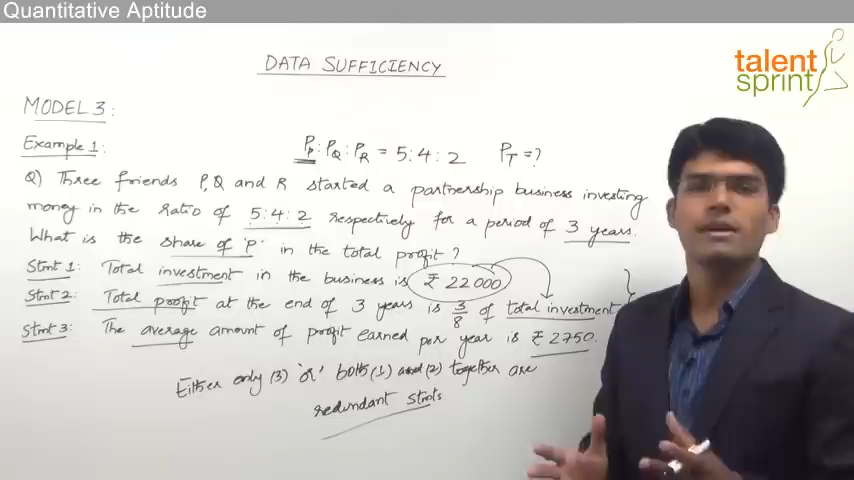 Quantitative Aptitude
DATA SUFFICIENCY
talent
sprint
MODEL 3:
Example 1:
P_P : P_Q : P_R = 5:4:2 P_T = ?
Q) Three friends P, Q and R started a partnership business investing
money in the ratio of 5:4:2 respectively for a period of 3 years.
What is the share of 'P' in the total profit?
Stmt 1: Total investment in the business is ₹ 22000
Stmt 2: Total profit at the end of 3 years is 3/8 of total investment
Stmt 3: The average amount of profit earned per year is ₹ 2750.
Either only (3) 'or' both (1) and (2) together are
redundant stmts